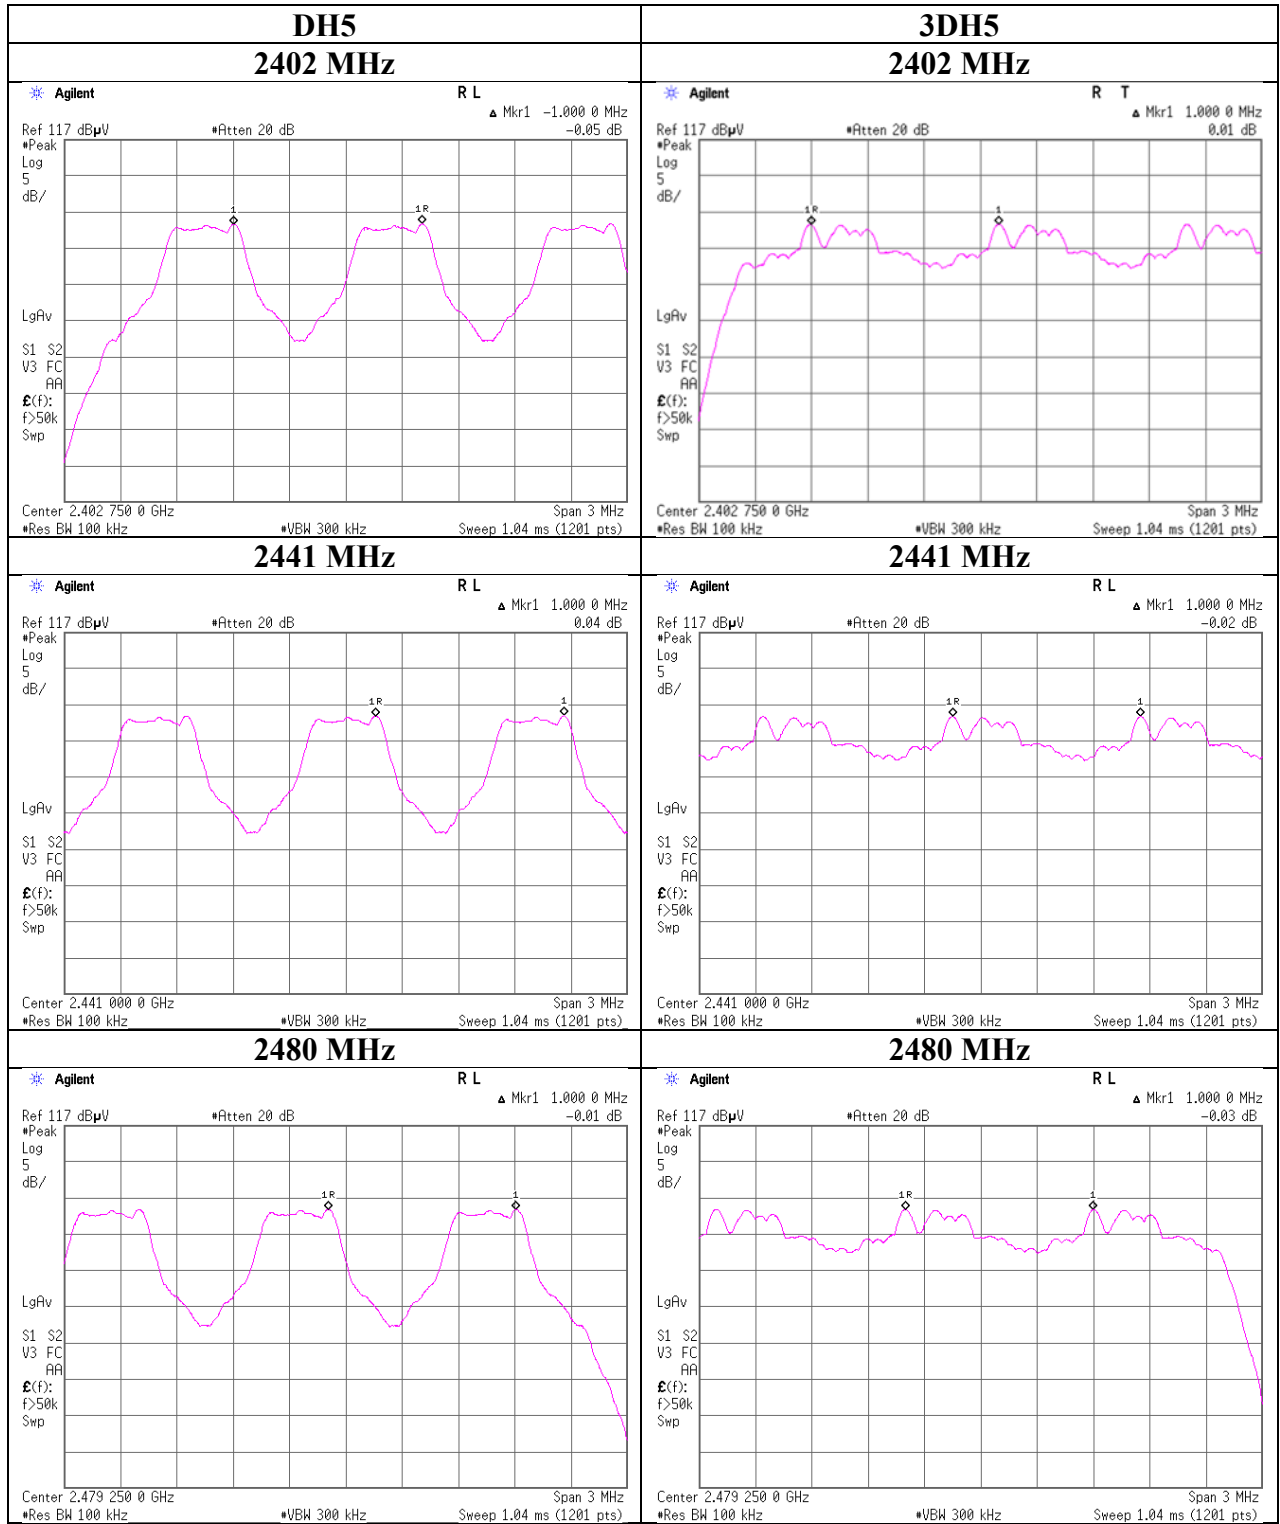 DH5 3DH5
2402 MHz 2402 MHz
Agilent R L
Δ Mkr1 -1.000 0 MHz
Ref 117 dBµV #Atten 20 dB -0.05 dB
#Peak
Log
5
dB/
1 1R
LgAv
S1 S2
V3 FC
AA
£(f):
f>50k
Swp
Center 2.402 750 0 GHz Span 3 MHz
#Res BW 100 kHz #VBW 300 kHz Sweep 1.04 ms (1201 pts)
Agilent R T
Δ Mkr1 1.000 0 MHz
Ref 117 dBµV #Atten 20 dB 0.01 dB
#Peak
Log
5
dB/
1R 1
LgAv
S1 S2
V3 FC
AA
£(f):
f>50k
Swp
Center 2.402 750 0 GHz Span 3 MHz
#Res BW 100 kHz #VBW 300 kHz Sweep 1.04 ms (1201 pts)
2441 MHz 2441 MHz
Agilent R L
Δ Mkr1 1.000 0 MHz
Ref 117 dBµV #Atten 20 dB 0.04 dB
#Peak
Log
5
dB/
1R 1
LgAv
S1 S2
V3 FC
AA
£(f):
f>50k
Swp
Center 2.441 000 0 GHz Span 3 MHz
#Res BW 100 kHz #VBW 300 kHz Sweep 1.04 ms (1201 pts)
Agilent R L
Δ Mkr1 1.000 0 MHz
Ref 117 dBµV #Atten 20 dB -0.02 dB
#Peak
Log
5
dB/
1R 1
LgAv
S1 S2
V3 FC
AA
£(f):
f>50k
Swp
Center 2.441 000 0 GHz Span 3 MHz
#Res BW 100 kHz #VBW 300 kHz Sweep 1.04 ms (1201 pts)
2480 MHz 2480 MHz
Agilent R L
Δ Mkr1 1.000 0 MHz
Ref 117 dBµV #Atten 20 dB -0.01 dB
#Peak
Log
5
dB/
1R 1
LgAv
S1 S2
V3 FC
AA
£(f):
f>50k
Swp
Center 2.479 250 0 GHz Span 3 MHz
#Res BW 100 kHz #VBW 300 kHz Sweep 1.04 ms (1201 pts)
Agilent R L
Δ Mkr1 1.000 0 MHz
Ref 117 dBµV #Atten 20 dB -0.03 dB
#Peak
Log
5
dB/
1R 1
LgAv
S1 S2
V3 FC
AA
£(f):
f>50k
Swp
Center 2.479 250 0 GHz Span 3 MHz
#Res BW 100 kHz #VBW 300 kHz Sweep 1.04 ms (1201 pts)